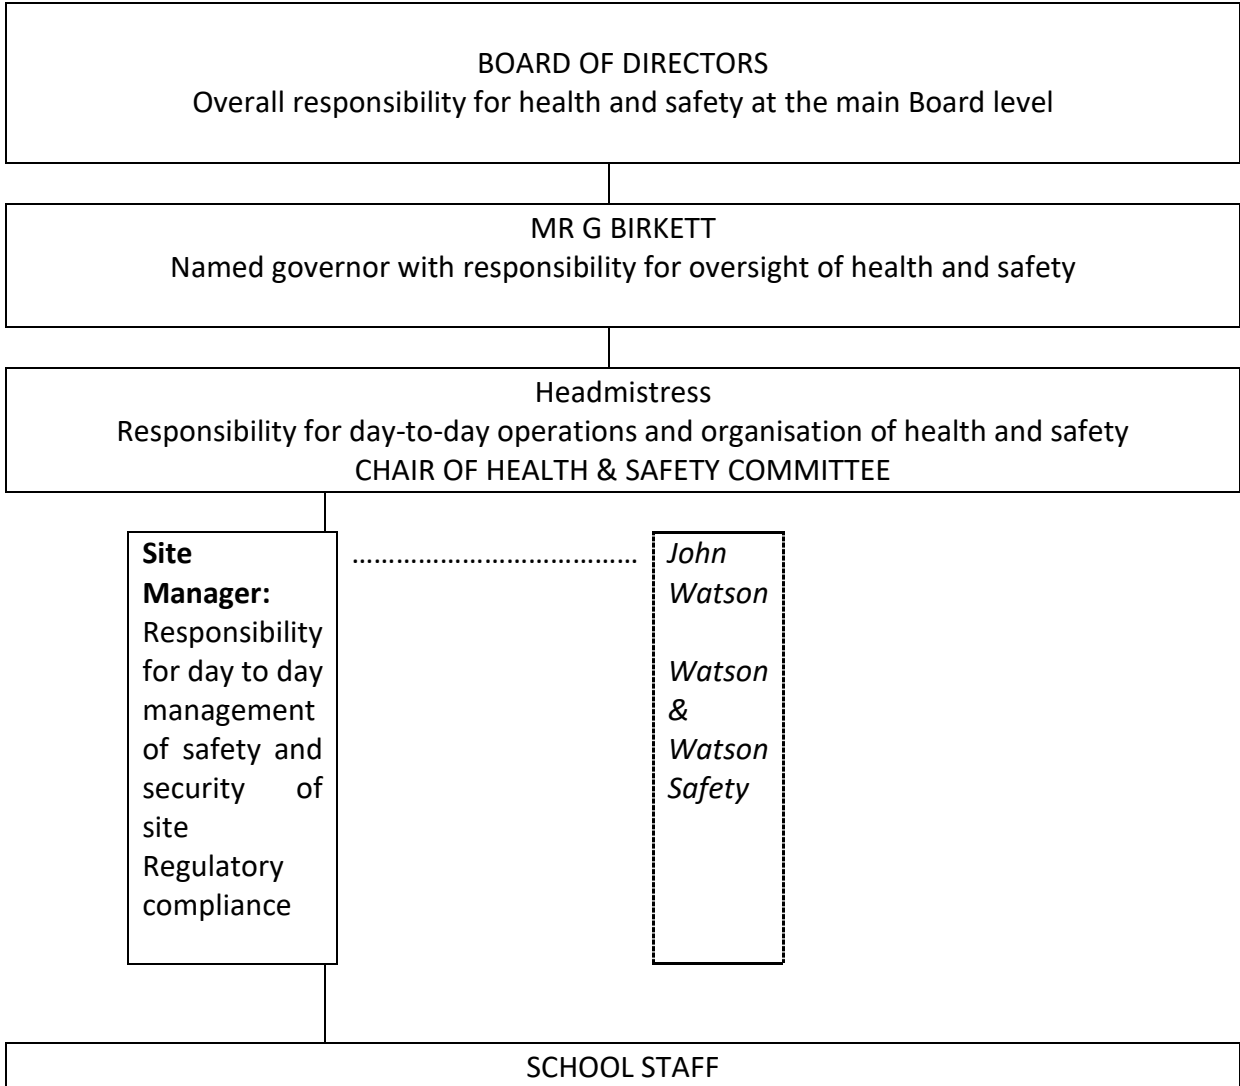 BOARD OF DIRECTORS
Overall responsibility for health and safety at the main Board level
MR G BIRKETT
Named governor with responsibility for oversight of health and safety
Headmistress
Responsibility for day-to-day operations and organisation of health and safety
CHAIR OF HEALTH & SAFETY COMMITTEE
Site
Manager:
Responsibility
for day to day
management
of safety and
security of
site
Regulatory
compliance
.......................................
John
Watson
Watson
&
Watson
Safety
SCHOOL STAFF